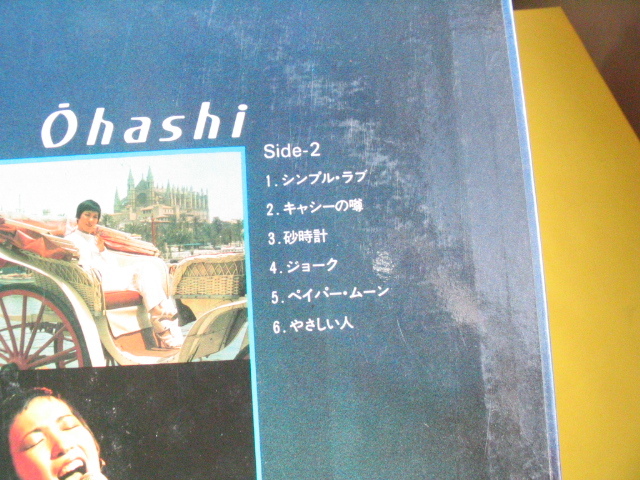 Ōhashi
Side-2
1. シンプル・ラブ
2. キャシーの噂
3. 砂時計
4. ジョーク
5. ペイパー・ムーン
6. やさしい人